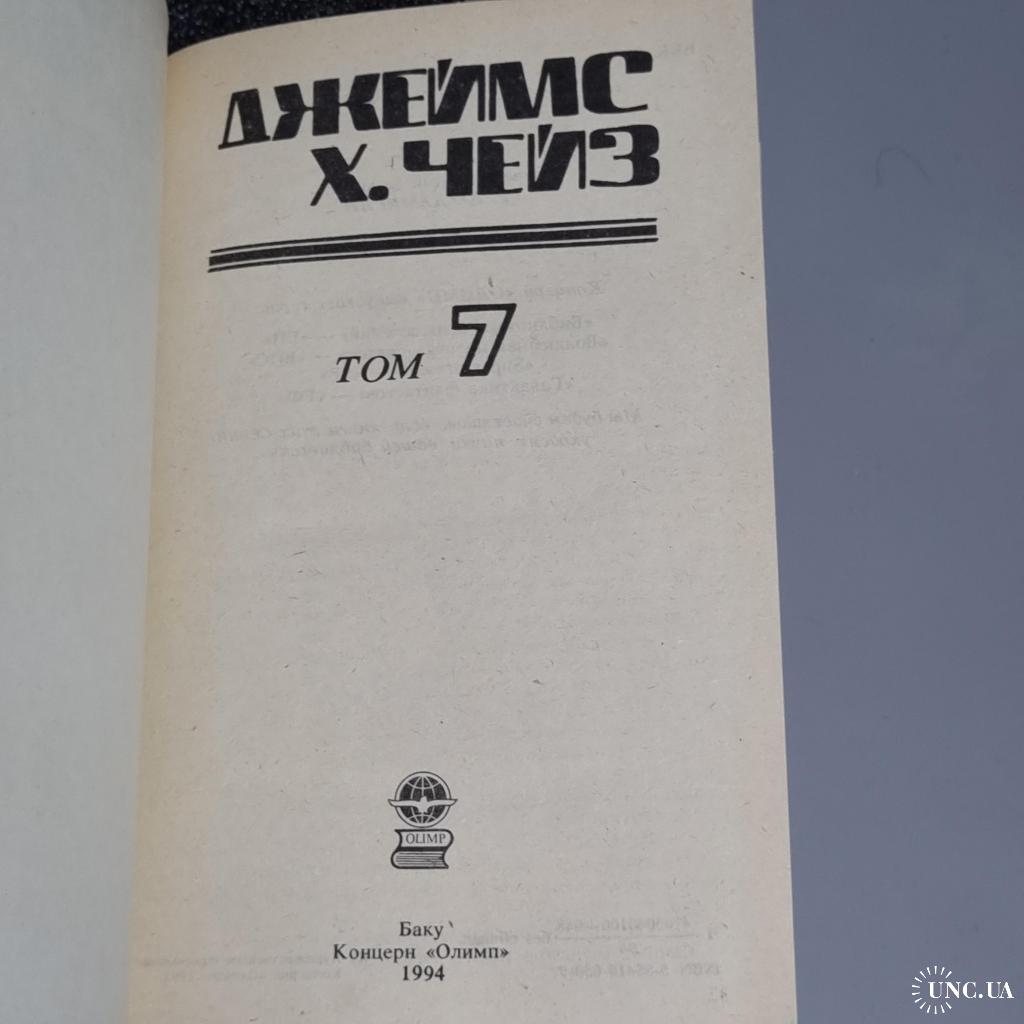 ДЖЕЙМС
Х. ЧЕЙЗ
ТОМ 7
OLIMP
Баку
Концерн «Олимп»
1994
UNC.UA